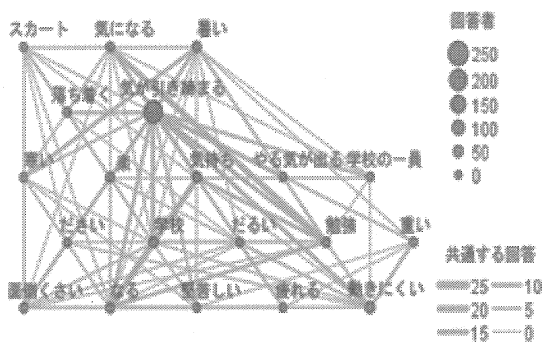 スカート 気になる 暑い
落ち着く 気が引き締まる
気持ち やる気が出る 学校の一員
ださい 学校 だるい 勉強 重い
なる 堅苦しい 疲れる 動きにくい
回答者
250
200
150
100
50
0
共通する回答
25 10
20 5
15 0